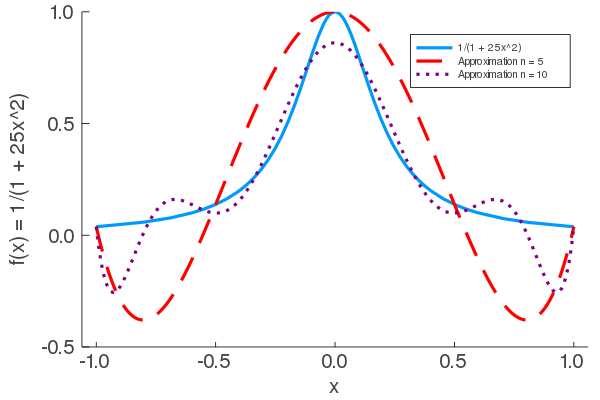 1.0
1/(1 + 25x^2)
Approximation n = 5
Approximation n = 10
0.5
f(x) = 1/(1 + 25x^2)
0.0
-0.5
-1.0 -0.5 0.0 0.5 1.0
x